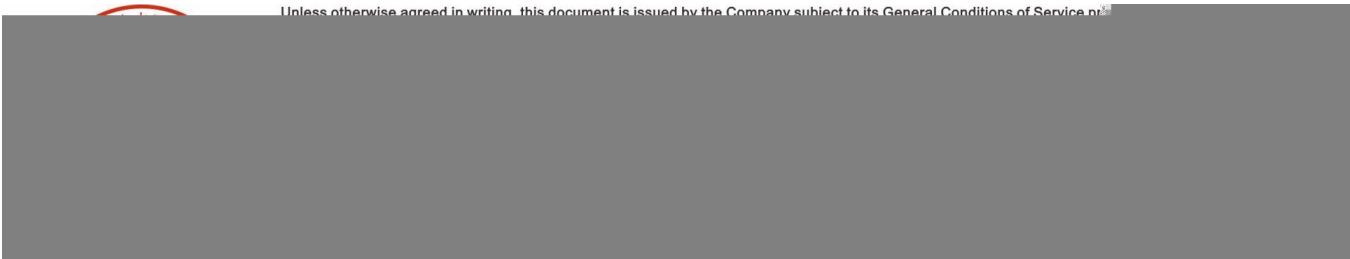 Unless otherwise agreed in writing, this document is issued by the Company subject to its General Conditions of Service